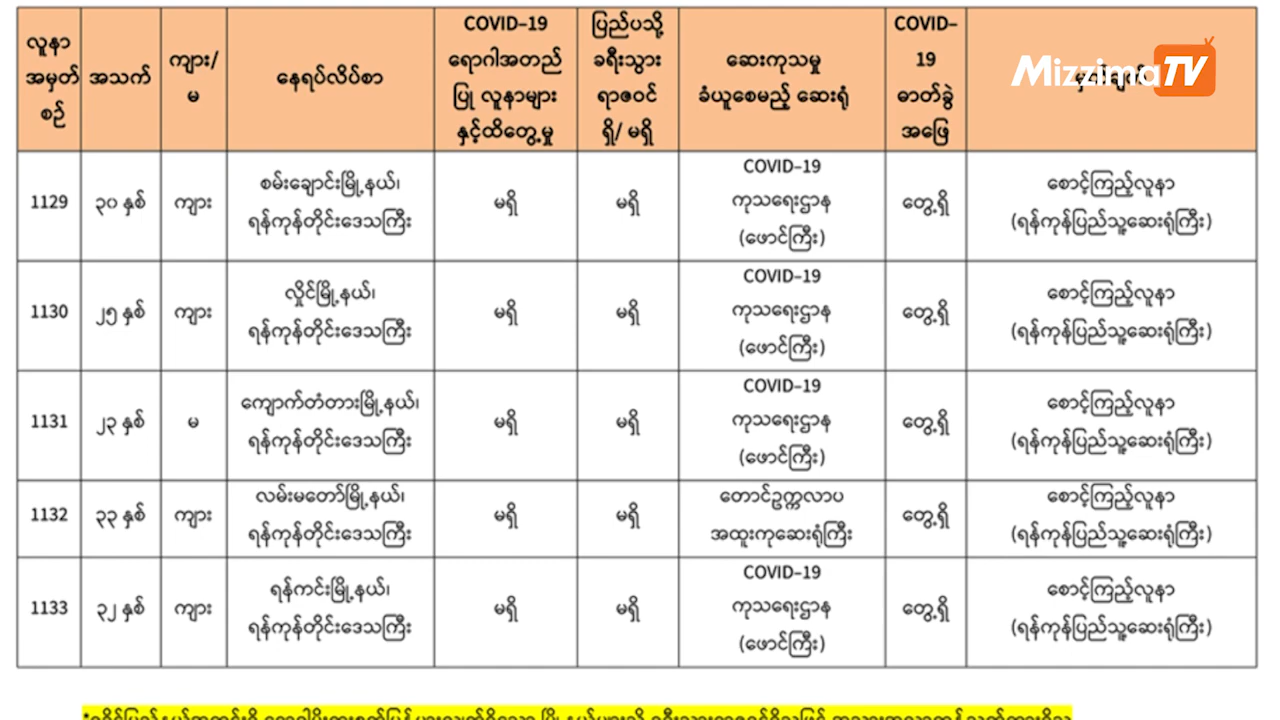 လူနာ
အမှတ်
စဉ်
အသက်
ကျား/
မ
နေရပ်လိပ်စာ
COVID-19
ရောဂါအတည်
ပြု လူနာများ
နှင့်ထိတွေ့မှု
ပြည်ပသို့
ခရီးသွား
ရာဇဝင်
ရှိ/ မရှိ
ဆေးကုသမှု
ခံယူစေမည့် ဆေးရုံ
COVID-
19
ဓာတ်ခွဲ
အဖြေ
MizzimaTV
1129
၃၀ နှစ်
ကျား
စမ်းချောင်းမြို့နယ်၊
ရန်ကုန်တိုင်းဒေသကြီး
မရှိ
မရှိ
COVID-19
ကုသရေးဌာန
(ဖောင်ကြီး)
တွေ့ရှိ
စောင့်ကြည့်လူနာ
(ရန်ကုန်ပြည်သူ့ဆေးရုံကြီး)
1130
၂၅ နှစ်
ကျား
လှိုင်မြို့နယ်၊
ရန်ကုန်တိုင်းဒေသကြီး
မရှိ
မရှိ
COVID-19
ကုသရေးဌာန
(ဖောင်ကြီး)
တွေ့ရှိ
စောင့်ကြည့်လူနာ
(ရန်ကုန်ပြည်သူ့ဆေးရုံကြီး)
1131
၂၃ နှစ်
မ
ကျောက်တံတားမြို့နယ်၊
ရန်ကုန်တိုင်းဒေသကြီး
မရှိ
မရှိ
COVID-19
ကုသရေးဌာန
(ဖောင်ကြီး)
တွေ့ရှိ
စောင့်ကြည့်လူနာ
(ရန်ကုန်ပြည်သူ့ဆေးရုံကြီး)
1132
၃၃ နှစ်
ကျား
လမ်းမတော်မြို့နယ်၊
ရန်ကုန်တိုင်းဒေသကြီး
မရှိ
မရှိ
တောင်ဥက္ကလာပ
အထူးကုဆေးရုံကြီး
တွေ့ရှိ
စောင့်ကြည့်လူနာ
(ရန်ကုန်ပြည်သူ့ဆေးရုံကြီး)
1133
၃၂ နှစ်
ကျား
ရန်ကင်းမြို့နယ်၊
ရန်ကုန်တိုင်းဒေသကြီး
မရှိ
မရှိ
COVID-19
ကုသရေးဌာန
(ဖောင်ကြီး)
တွေ့ရှိ
စောင့်ကြည့်လူနာ
(ရန်ကုန်ပြည်သူ့ဆေးရုံကြီး)